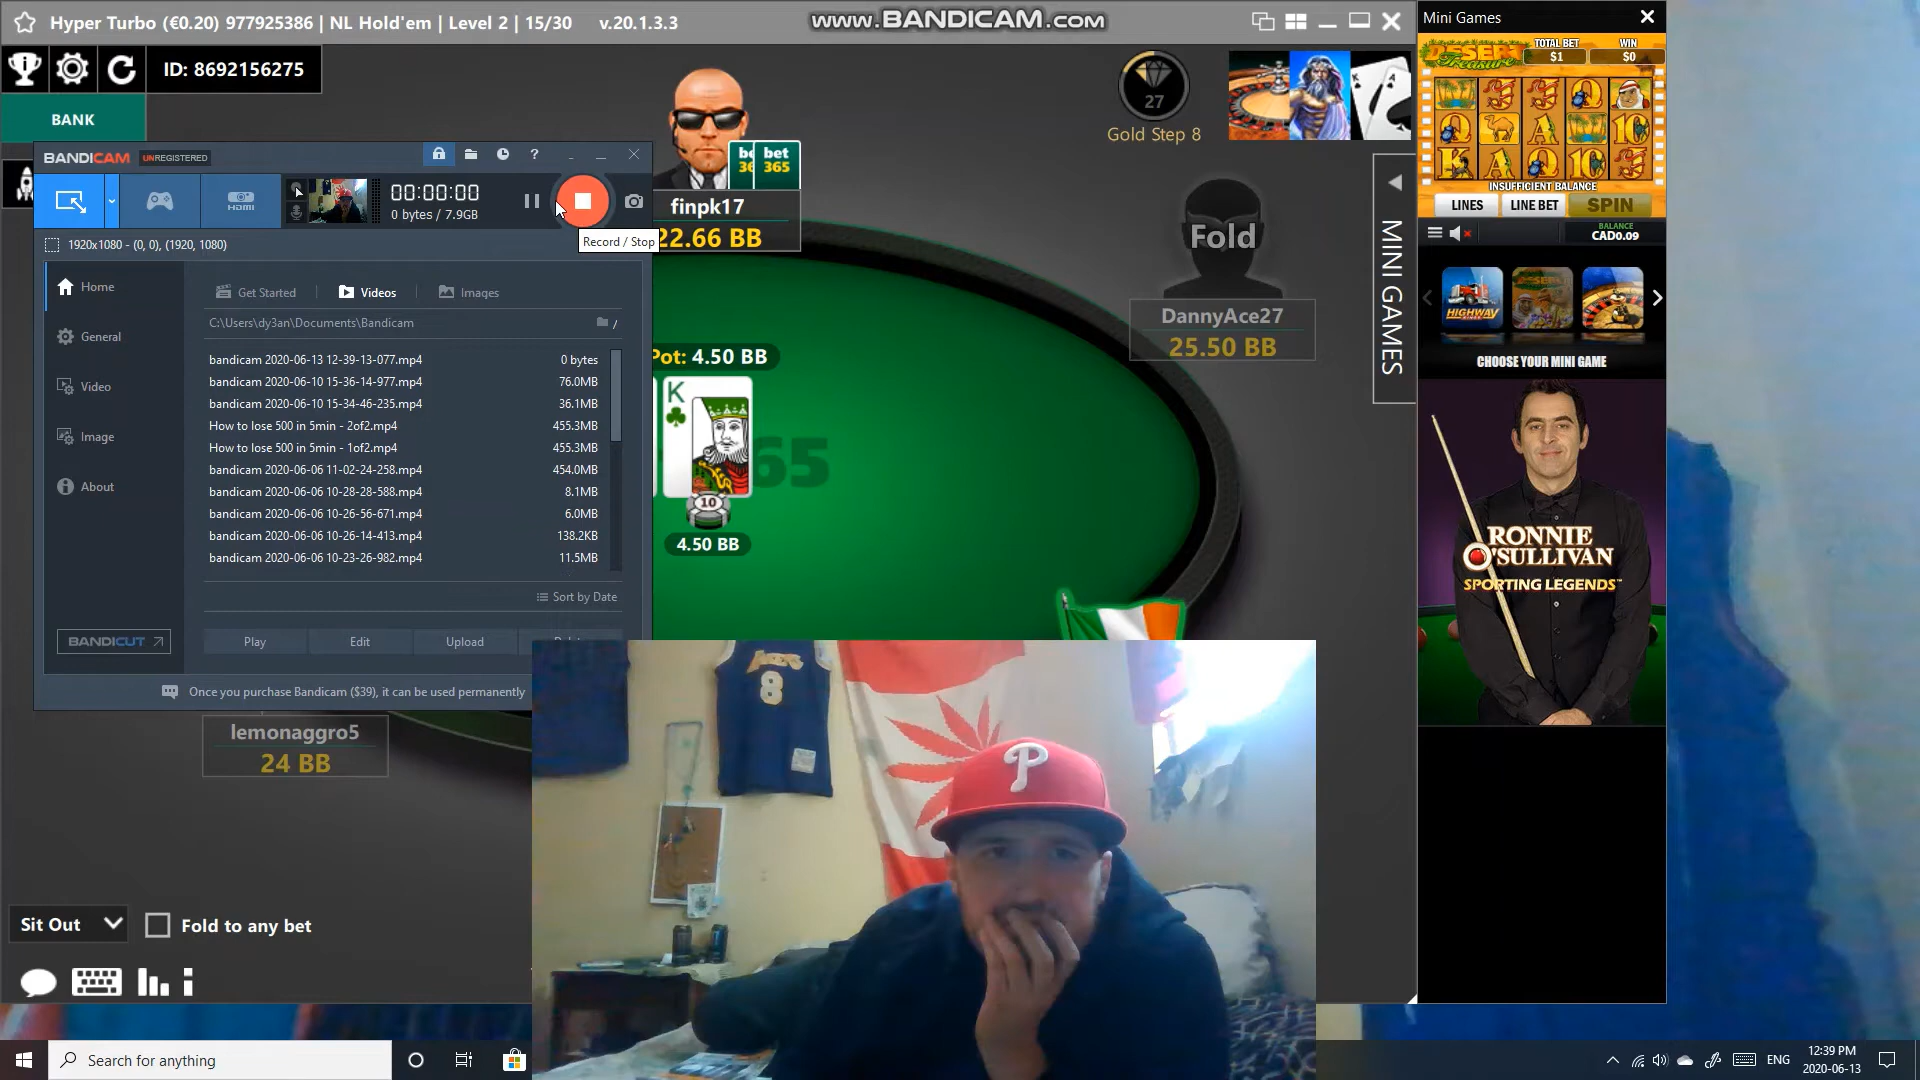 Hyper Turbo (€0.20) 977925386 | NL Hold'em | Level 2 | 15/30 v.20.1.3.3
www.BANDICAM.com
Mini Games
ID: 8692156275
BANK
27
Gold Step 8
bet
365
TOTAL BET
$1
WIN
$0
INSUFFICIENT BALANCE
LINES
LINE BET
SPIN
BALANCE
CAD0.09
HIGHWAY
CHOOSE YOUR MINI GAME
MINI GAMES
BANDICAM UNREGISTERED
?
HDMI
00:00:00
0 bytes / 7.9GB
Record / Stop
1920x1080 - (0, 0), (1920, 1080)
Home
General
Video
Image
About
BANDICUT
Get Started
Videos
Images
C:\Users\dy3an\Documents\Bandicam
/
bandicam 2020-06-13 12-39-13-077.mp4 0 bytes
bandicam 2020-06-10 15-36-14-977.mp4 76.0MB
bandicam 2020-06-10 15-34-46-235.mp4 36.1MB
How to lose 500 in 5min - 2of2.mp4 455.3MB
How to lose 500 in 5min - 1of2.mp4 455.3MB
bandicam 2020-06-06 11-02-24-258.mp4 454.0MB
bandicam 2020-06-06 10-28-28-588.mp4 8.1MB
bandicam 2020-06-06 10-26-56-671.mp4 6.0MB
bandicam 2020-06-06 10-26-14-413.mp4 138.2KB
bandicam 2020-06-06 10-23-26-982.mp4 11.5MB
Sort by Date
Play
Edit
Upload
Once you purchase Bandicam ($39), it can be used permanently
finpk17
22.66 BB
Fold
DannyAce27
25.50 BB
Pot: 4.50 BB
K
65
10
4.50 BB
lemonaggro5
24 BB
8
P
RONNIE
O'SULLIVAN
SPORTING LEGENDS
Sit Out
Fold to any bet
Search for anything
ENG
12:39 PM
2020-06-13